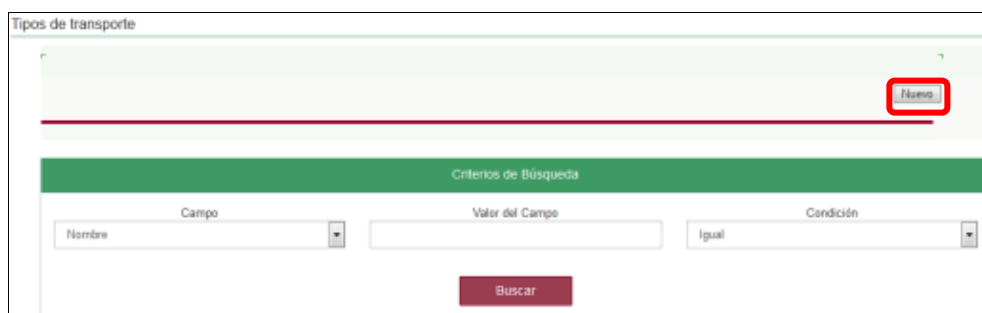 Tipos de transporte
Nuevo
Criterios de Búsqueda
Campo Valor del Campo Condición
Nombre Igual
Buscar